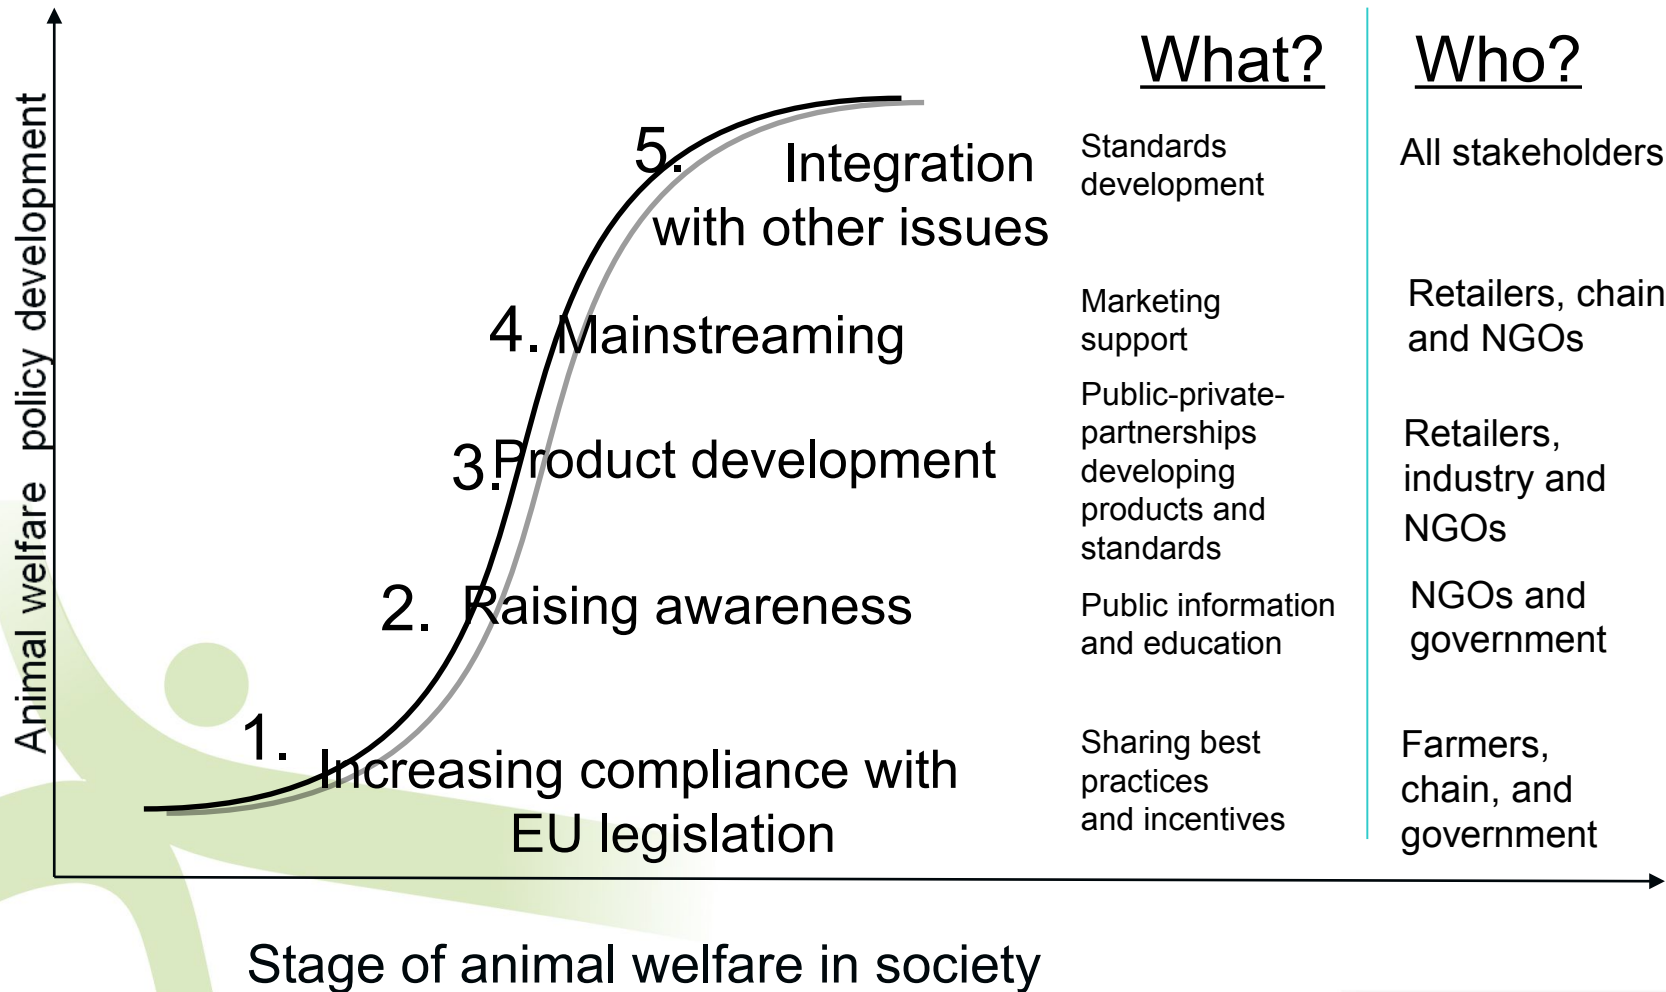 Animal welfare policy development
What?
Who?
5.
Integration
with other issues
Standards
development
All stakeholders
4.
Mainstreaming
Marketing
support
Retailers, chain
and NGOs
3.
Product development
Public-private-
partnerships
developing
products and
standards
Retailers,
industry and
NGOs
2.
Raising awareness
Public information
and education
NGOs and
government
1.
Increasing compliance with
EU legislation
Sharing best
practices
and incentives
Farmers,
chain, and
government
Stage of animal welfare in society